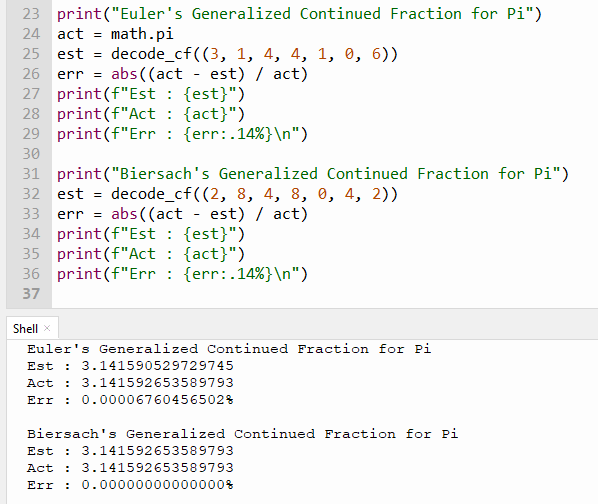 23 print("Euler's Generalized Continued Fraction for Pi")
24 act = math.pi
25 est = decode_cf((3, 1, 4, 4, 1, 0, 6))
26 err = abs((act - est) / act)
27 print(f"Est : {est}")
28 print(f"Act : {act}")
29 print(f"Err : {err:.14%}\n")
30
31 print("Biersach's Generalized Continued Fraction for Pi")
32 est = decode_cf((2, 8, 4, 8, 0, 4, 2))
33 err = abs((act - est) / act)
34 print(f"Est : {est}")
35 print(f"Act : {act}")
36 print(f"Err : {err:.14%}\n")
37
Shell ×
Euler's Generalized Continued Fraction for Pi
Est : 3.141590529729745
Act : 3.141592653589793
Err : 0.00006760456502%
Biersach's Generalized Continued Fraction for Pi
Est : 3.141592653589793
Act : 3.141592653589793
Err : 0.00000000000000%